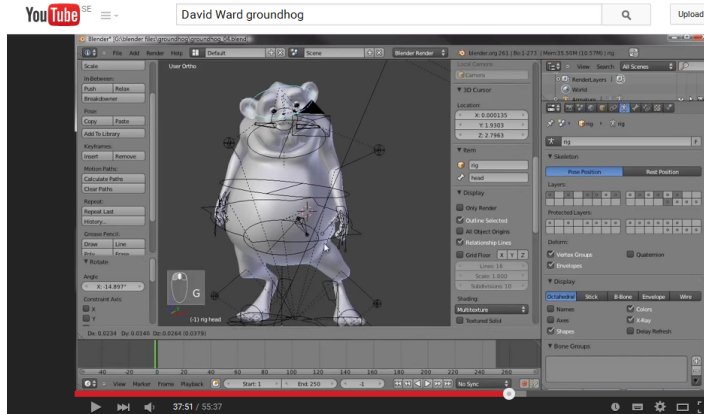 YouTube SE
David Ward groundhog
Upload
Blender* [G:\blender files\groundhog\groundhog_54.blend]
File Add Render Help Default Scene Blender Render blender.org 261 | Bo:1-273 | Mem:35.50M (10.57M) | rig
Scale
In-Between:
Push Relax
Breakdowner
Pose:
Copy Paste
Add To Library
Keyframes:
Insert Remove
Motion Paths:
Calculate Paths
Clear Paths
Repeat:
Repeat Last
History...
Grease Pencil:
Draw Line
Rotate
Angle
X: -14.897°
Constraint Axis
X
Y
User Ortho
G
(-1) rig head
Dx: 0.0234 Dy: 0.0140 Dz: 0.0264 (0.0379)
Local Camera:
Camera
3D Cursor
Location:
X: 0.000135
Y: 1.9303
Z: 2.7963
Item
rig
head
Display
Only Render
Outline Selected
All Object Origins
Relationship Lines
Grid Floor X Y Z
Lines: 16
Scale: 1.000
Subdivisions: 10
Shading:
Multitexture
Textured Solid
View Search All Scenes
RenderLayers
World
Armature
rig rig
rig F
Skeleton
Pose Position Rest Position
Layers:
Protected Layers:
Deform:
Vertex Groups Quaternion
Envelopes
Display
Octahedral Stick B-Bone Envelope Wire
Names Colors
Axes X-Ray
Shapes Delay Refresh
Bone Groups
-40 -20 0 20 40 60 80 100 120 140 160 180 200 220 240 260
View Marker Frame Playback Start: 1 End: 250 -1 No Sync
37:51 / 55:37